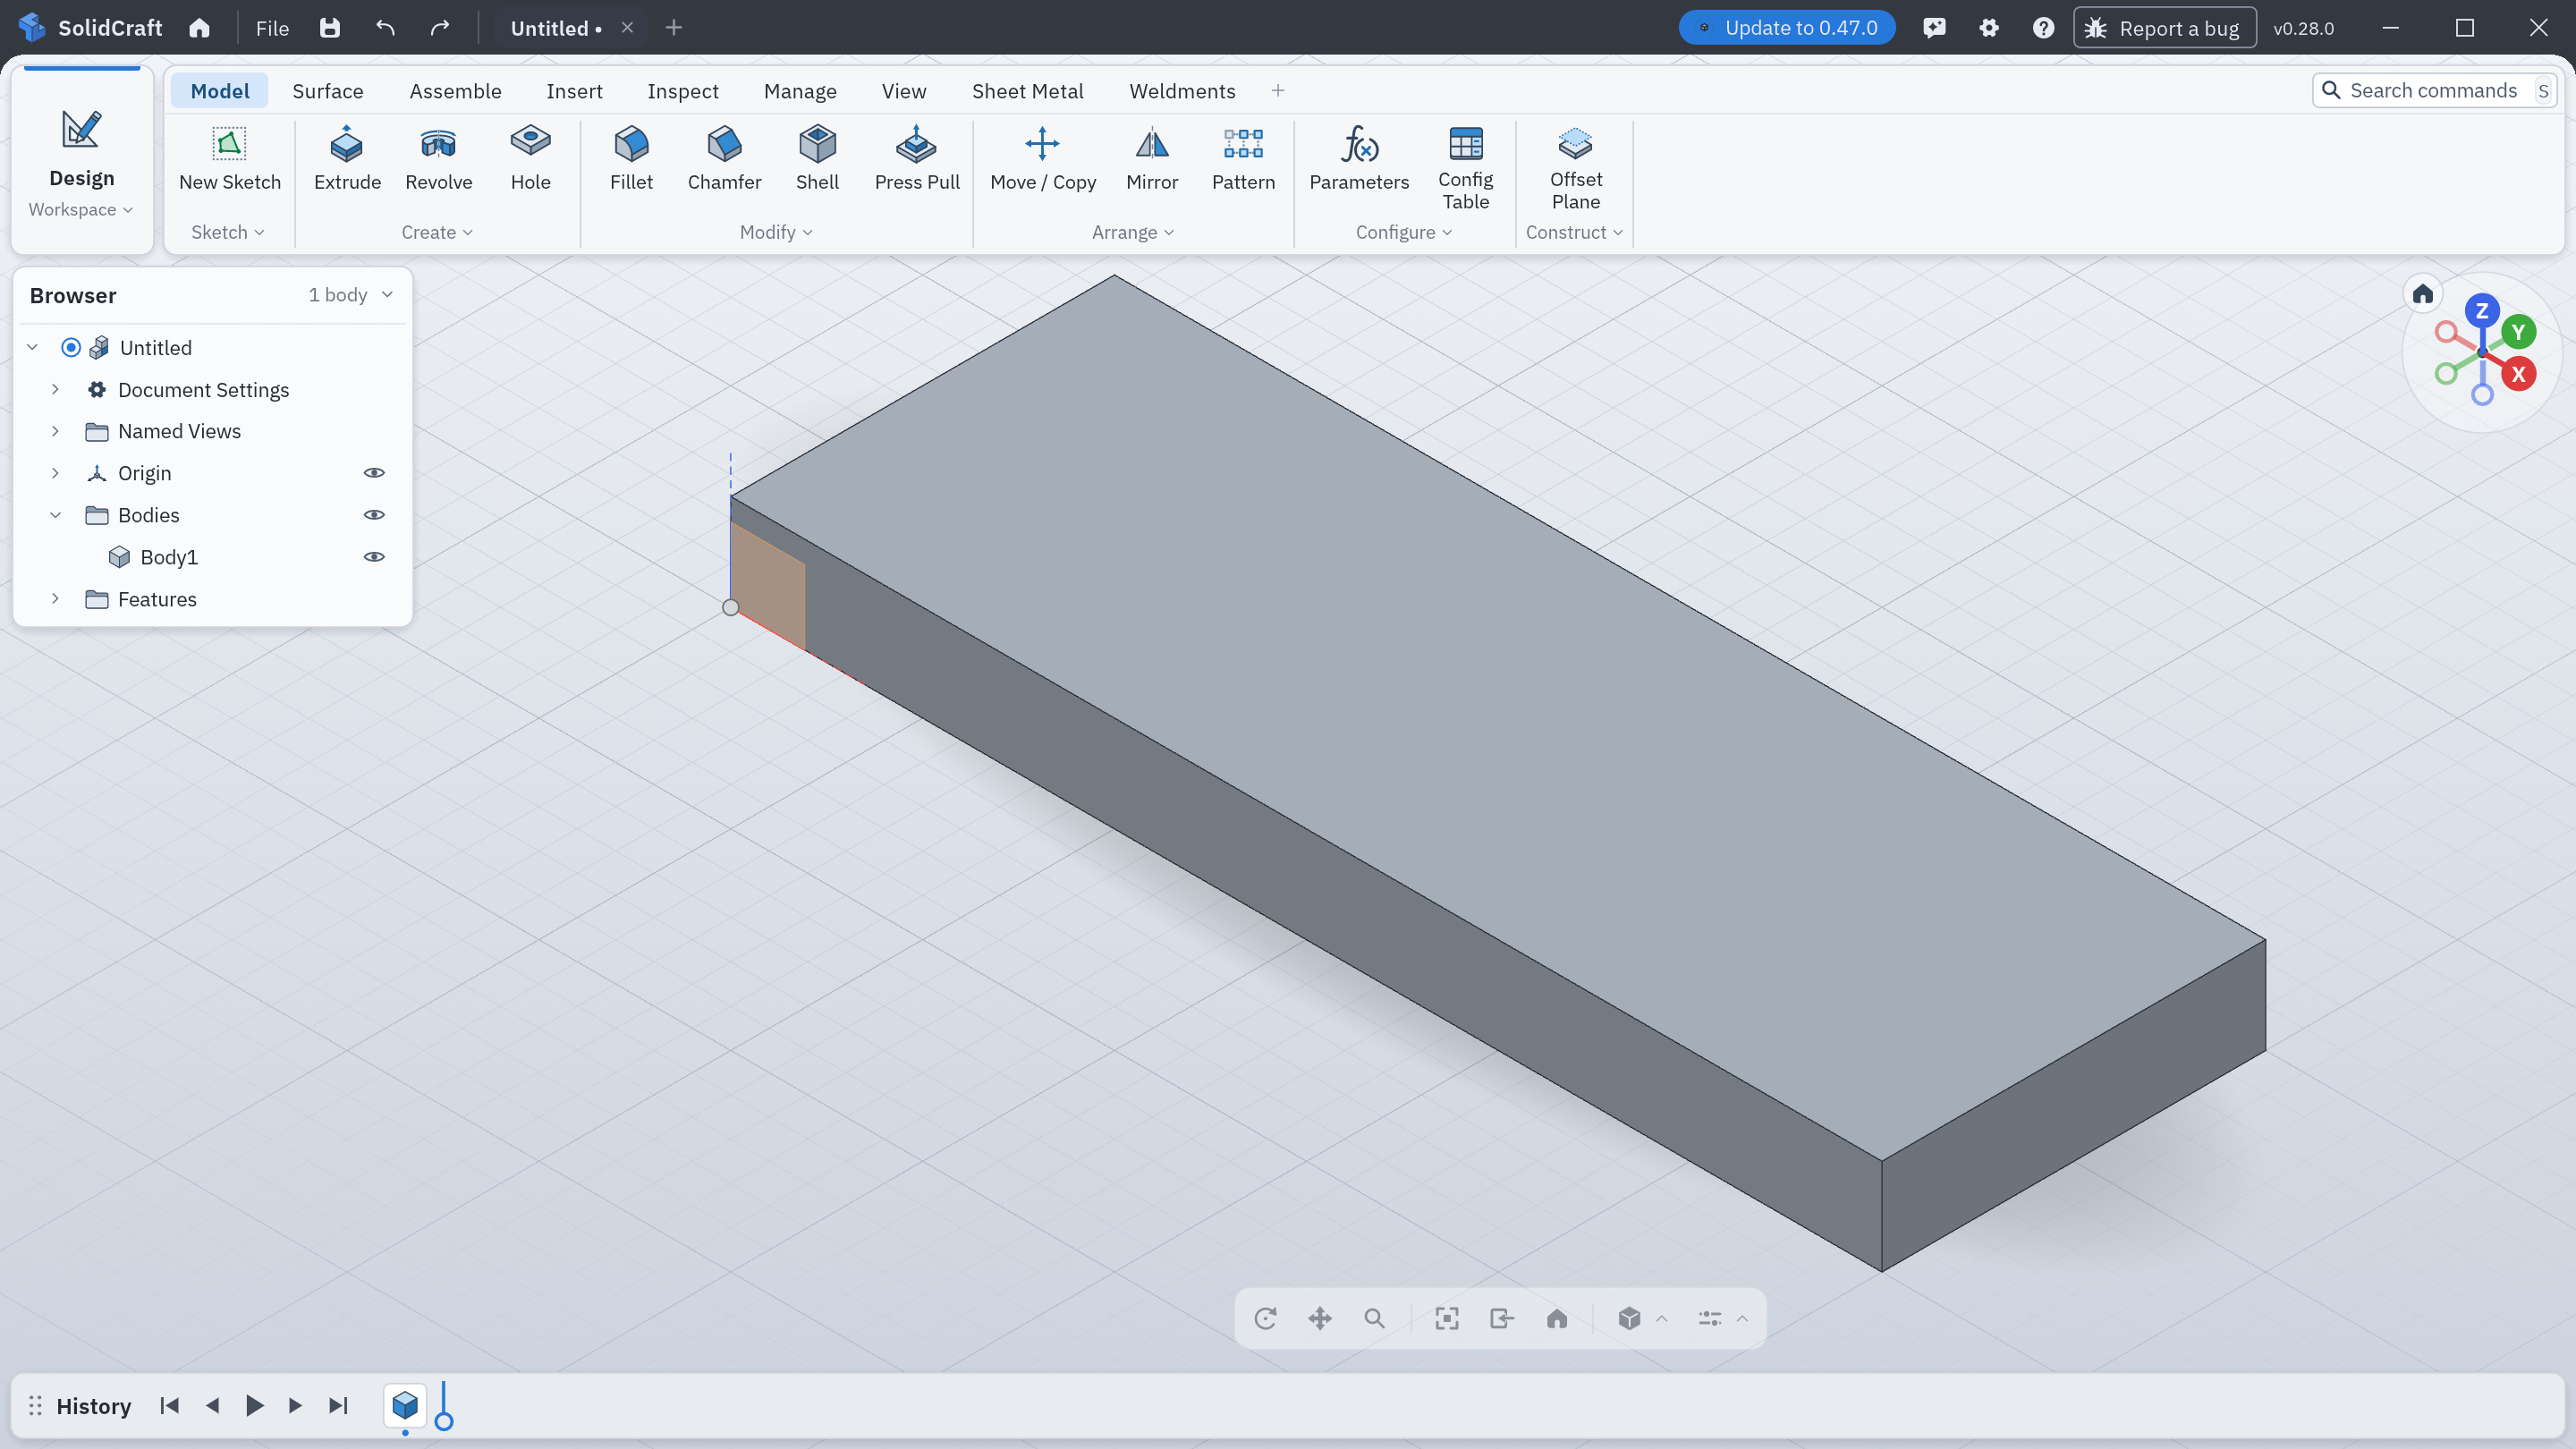 SolidCraft
File
Untitled •
Update to 0.47.0
Report a bug
v0.28.0
Design
Workspace
Model
Surface
Assemble
Insert
Inspect
Manage
View
Sheet Metal
Weldments
Search commands
S
New Sketch
Extrude
Revolve
Hole
Fillet
Chamfer
Shell
Press Pull
Move / Copy
Mirror
Pattern
Parameters
Config
Table
Offset
Plane
Sketch
Create
Modify
Arrange
Configure
Construct
Browser
1 body
Untitled
Document Settings
Named Views
Origin
Bodies
Body1
Features
Z
Y
X
History